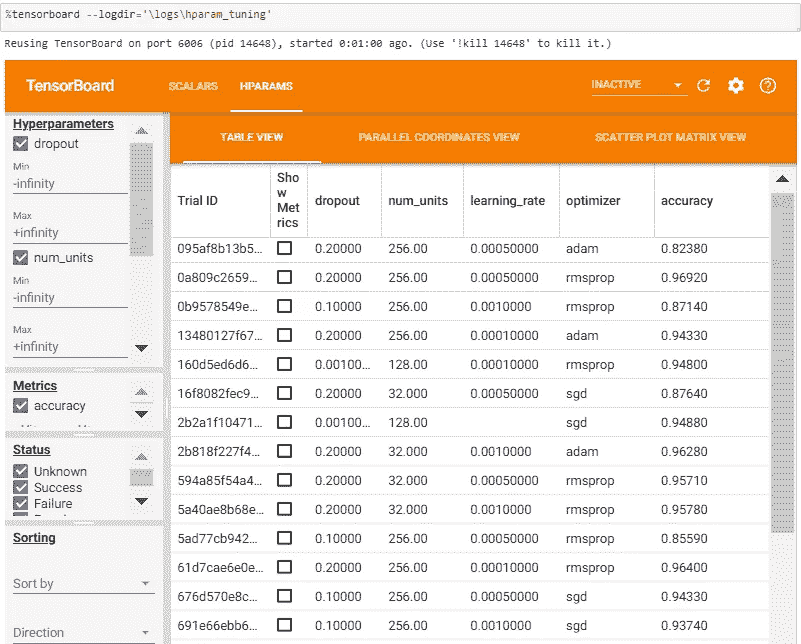 %tensorboard --logdir='\logs\hparam_tuning'
Reusing TensorBoard on port 6006 (pid 14648), started 0:01:00 ago. (Use '!kill 14648' to kill it.)
TensorBoard SCALARS HPARAMS INACTIVE
Hyperparameters
dropout
Min
-infinity
Max
+infinity
num_units
Min
-infinity
Max
+infinity
Metrics
accuracy
Status
Unknown
Success
Failure
Sorting
Sort by
Direction
TABLE VIEW PARALLEL COORDINATES VIEW SCATTER PLOT MATRIX VIEW
Trial ID Sho w Met rics dropout num_units learning_rate optimizer accuracy
095af8b13b5... 0.20000 256.00 0.00050000 adam 0.82380
0a809c2659... 0.20000 256.00 0.00050000 rmsprop 0.96920
0b9578549e... 0.10000 256.00 0.0010000 rmsprop 0.87140
13480127f67... 0.20000 256.00 0.00010000 adam 0.94330
160d5ed6d6... 0.00100... 128.00 0.00010000 rmsprop 0.94800
16f8082fec9... 0.20000 32.000 0.00050000 sgd 0.87640
2b2a1f10471... 0.00100... 128.00 sgd 0.94880
2b818f227f4... 0.20000 32.000 0.0010000 adam 0.96280
594a85f54a4... 0.20000 32.000 0.00050000 rmsprop 0.95710
5a40ae8b68e... 0.20000 32.000 0.0010000 rmsprop 0.95780
5ad77cb942... 0.10000 256.00 0.00050000 rmsprop 0.85590
61d7cae6e0e... 0.20000 256.00 0.00010000 rmsprop 0.96400
676d570e8c... 0.10000 256.00 0.00050000 sgd 0.94330
691e66ebb6... 0.10000 256.00 0.0010000 sgd 0.93740